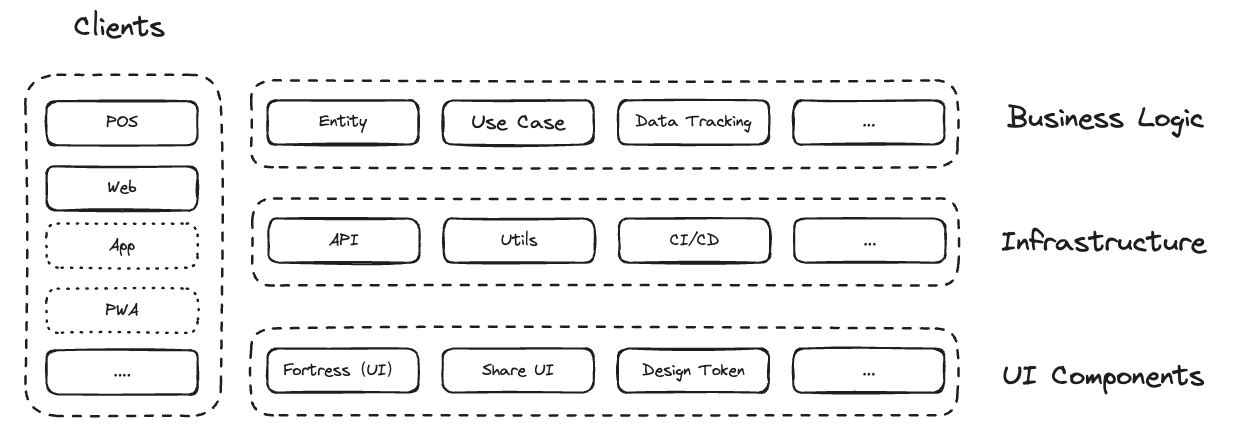 Clients
POS
Web
App
PWA
....
Entity
Use Case
Data Tracking
...
Business Logic
API
Utils
CI/CD
...
Infrastructure
Fortress (UI)
Share UI
Design Token
...
UI Components